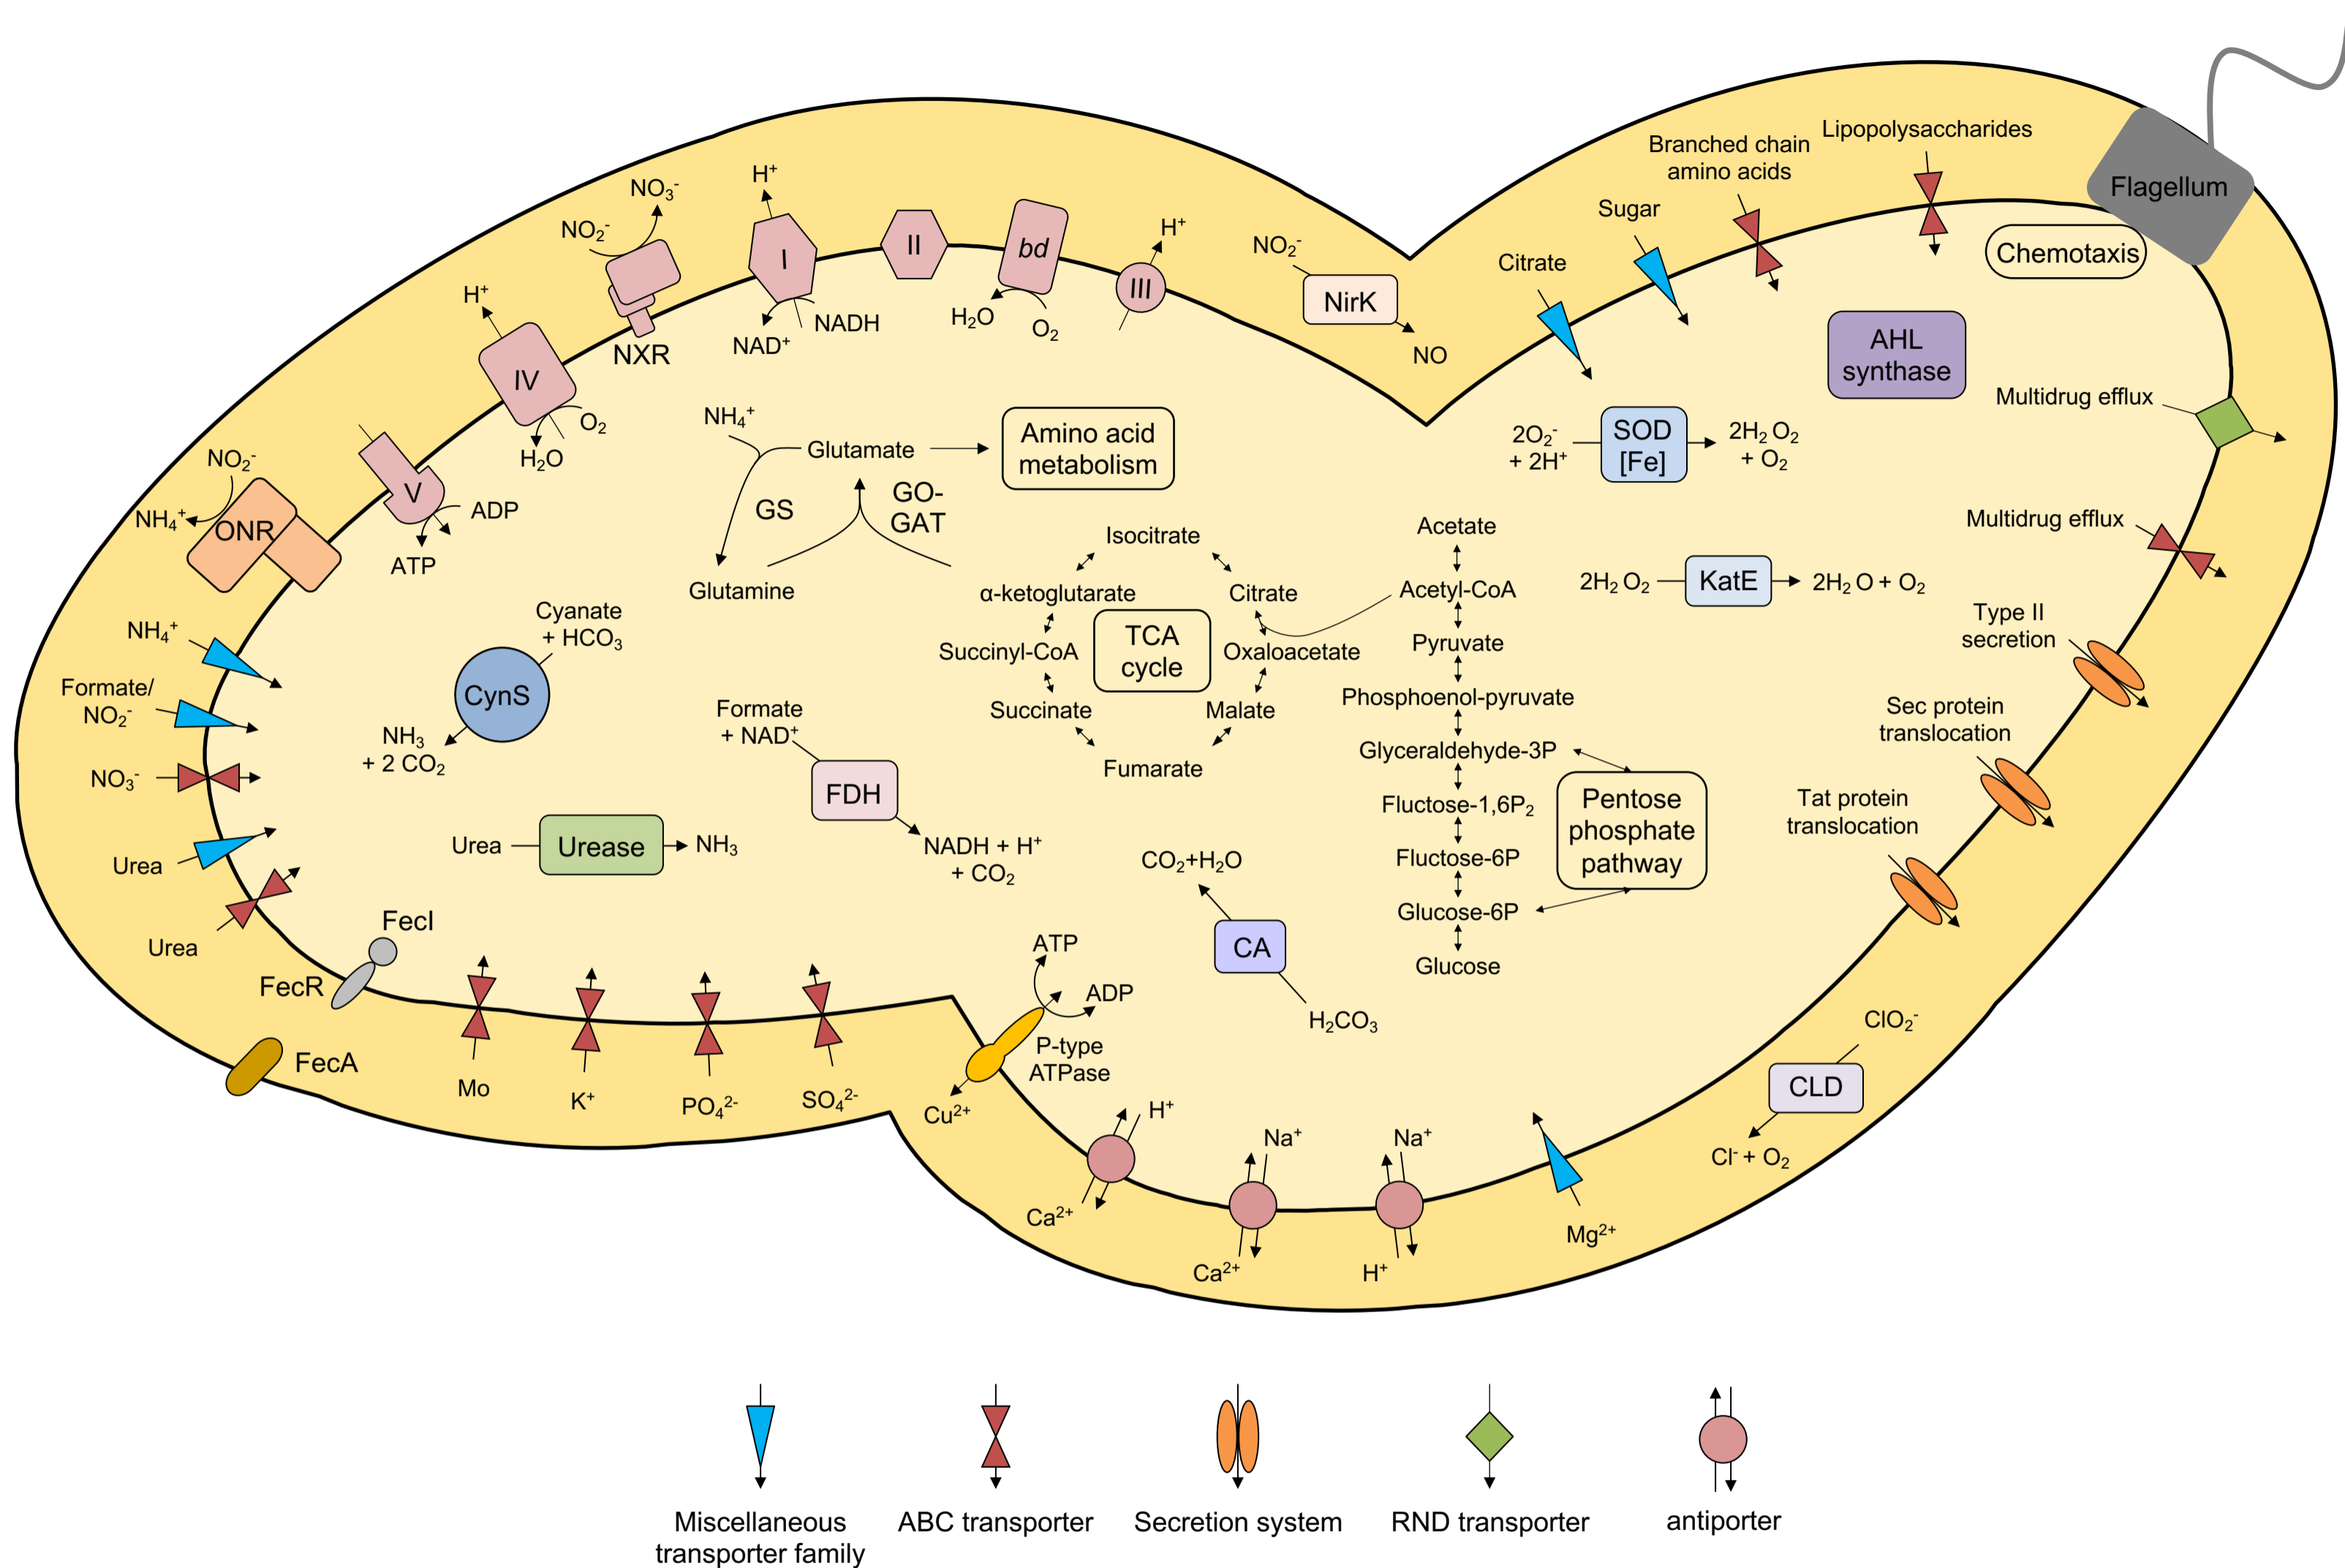 Lipopolysaccharides
Branched chain
amino acids
Flagellum
Sugar
Chemotaxis
Citrate
H⁺
NO₃⁻
NO₂⁻
NXR
H⁺
I
NAD⁺
NADH
II
bd
H₂O
O₂
III
H⁺
NO₂⁻
NirK
NO
H⁺
IV
O₂
H₂O
V
ADP
ATP
NO₂⁻
NH₄⁺
ONR
AHL
synthase
Multidrug efflux
Multidrug efflux
2O₂⁻
+ 2H⁺
SOD
[Fe]
2H₂ O₂
+ O₂
2H₂ O₂
KatE
2H₂ O + O₂
NH₄⁺
Glutamate
Amino acid
metabolism
GS
GO-
GAT
Glutamine
Isocitrate
α-ketoglutarate
Citrate
TCA
cycle
Succinyl-CoA
Oxaloacetate
Succinate
Malate
Fumarate
Acetate
Acetyl-CoA
Pyruvate
Phosphoenol-pyruvate
Glyceraldehyde-3P
Fluctose-1,6P₂
Fluctose-6P
Glucose-6P
Glucose
Pentose
phosphate
pathway
Type II
secretion
Sec protein
translocation
Tat protein
translocation
NH₄⁺
Formate/
NO₂⁻
NO₃⁻
Urea
Urea
Cyanate
+ HCO₃
CynS
NH₃
+ 2 CO₂
Formate
+ NAD⁺
FDH
NADH + H⁺
+ CO₂
Urea
Urease
NH₃
CO₂+H₂O
CA
H₂CO₃
FecI
FecR
FecA
Mo
K⁺
PO₄²⁻
SO₄²⁻
ATP
ADP
P-type
ATPase
Cu²⁺
H⁺
Ca²⁺
Na⁺
Ca²⁺
Na⁺
H⁺
Mg²⁺
ClO₂⁻
CLD
Cl⁻ + O₂
Miscellaneous
transporter family
ABC transporter
Secretion system
RND transporter
antiporter